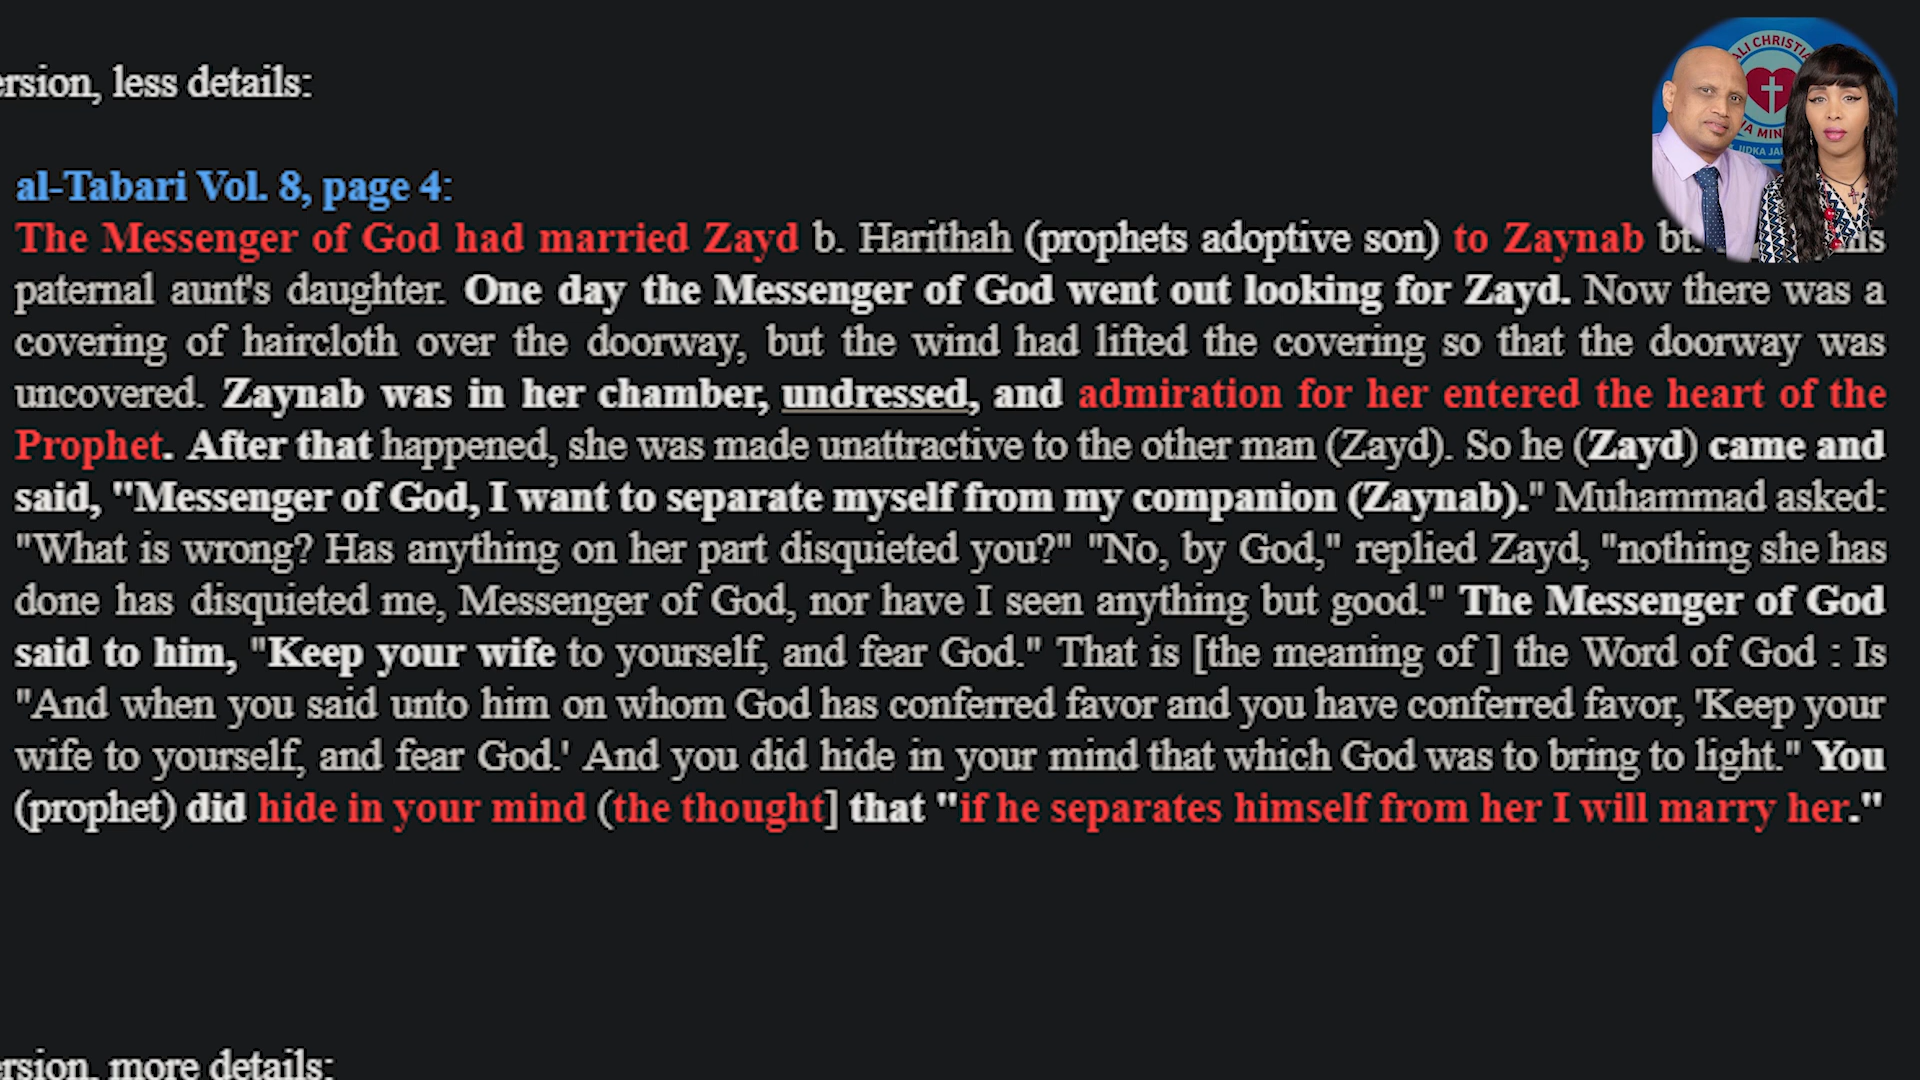 ersion, less details:
al-Tabari Vol. 8, page 4:
The Messenger of God had married Zayd b. Harithah (prophets adoptive son) to Zaynab bt.
paternal aunt's daughter. One day the Messenger of God went out looking for Zayd. Now there was a
covering of haircloth over the doorway, but the wind had lifted the covering so that the doorway was
uncovered. Zaynab was in her chamber, undressed, and admiration for her entered the heart of the
Prophet. After that happened, she was made unattractive to the other man (Zayd). So he (Zayd) came and
said, "Messenger of God, I want to separate myself from my companion (Zaynab)." Muhammad asked:
"What is wrong? Has anything on her part disquieted you?" "No, by God," replied Zayd, "nothing she has
done has disquieted me, Messenger of God, nor have I seen anything but good." The Messenger of God
said to him, "Keep your wife to yourself, and fear God." That is [the meaning of ] the Word of God : Is
"And when you said unto him on whom God has conferred favor and you have conferred favor, 'Keep your
wife to yourself, and fear God.' And you did hide in your mind that which God was to bring to light." You
(prophet) did hide in your mind (the thought] that "if he separates himself from her I will marry her."
ersion, more details:
ALI CHRISTIA
IA MIN
JIDKA JA